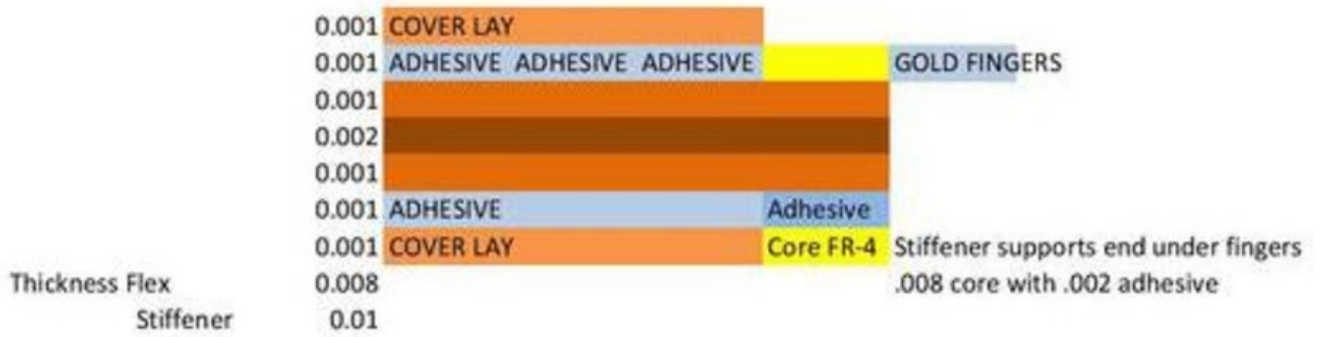 0.001 COVER LAY
0.001 ADHESIVE ADHESIVE ADHESIVE GOLD FINGERS
0.001
0.002
0.001
0.001 ADHESIVE Adhesive
0.001 COVER LAY Core FR-4 Stiffener supports end under fingers
Thickness Flex 0.008 .008 core with .002 adhesive
Stiffener 0.01